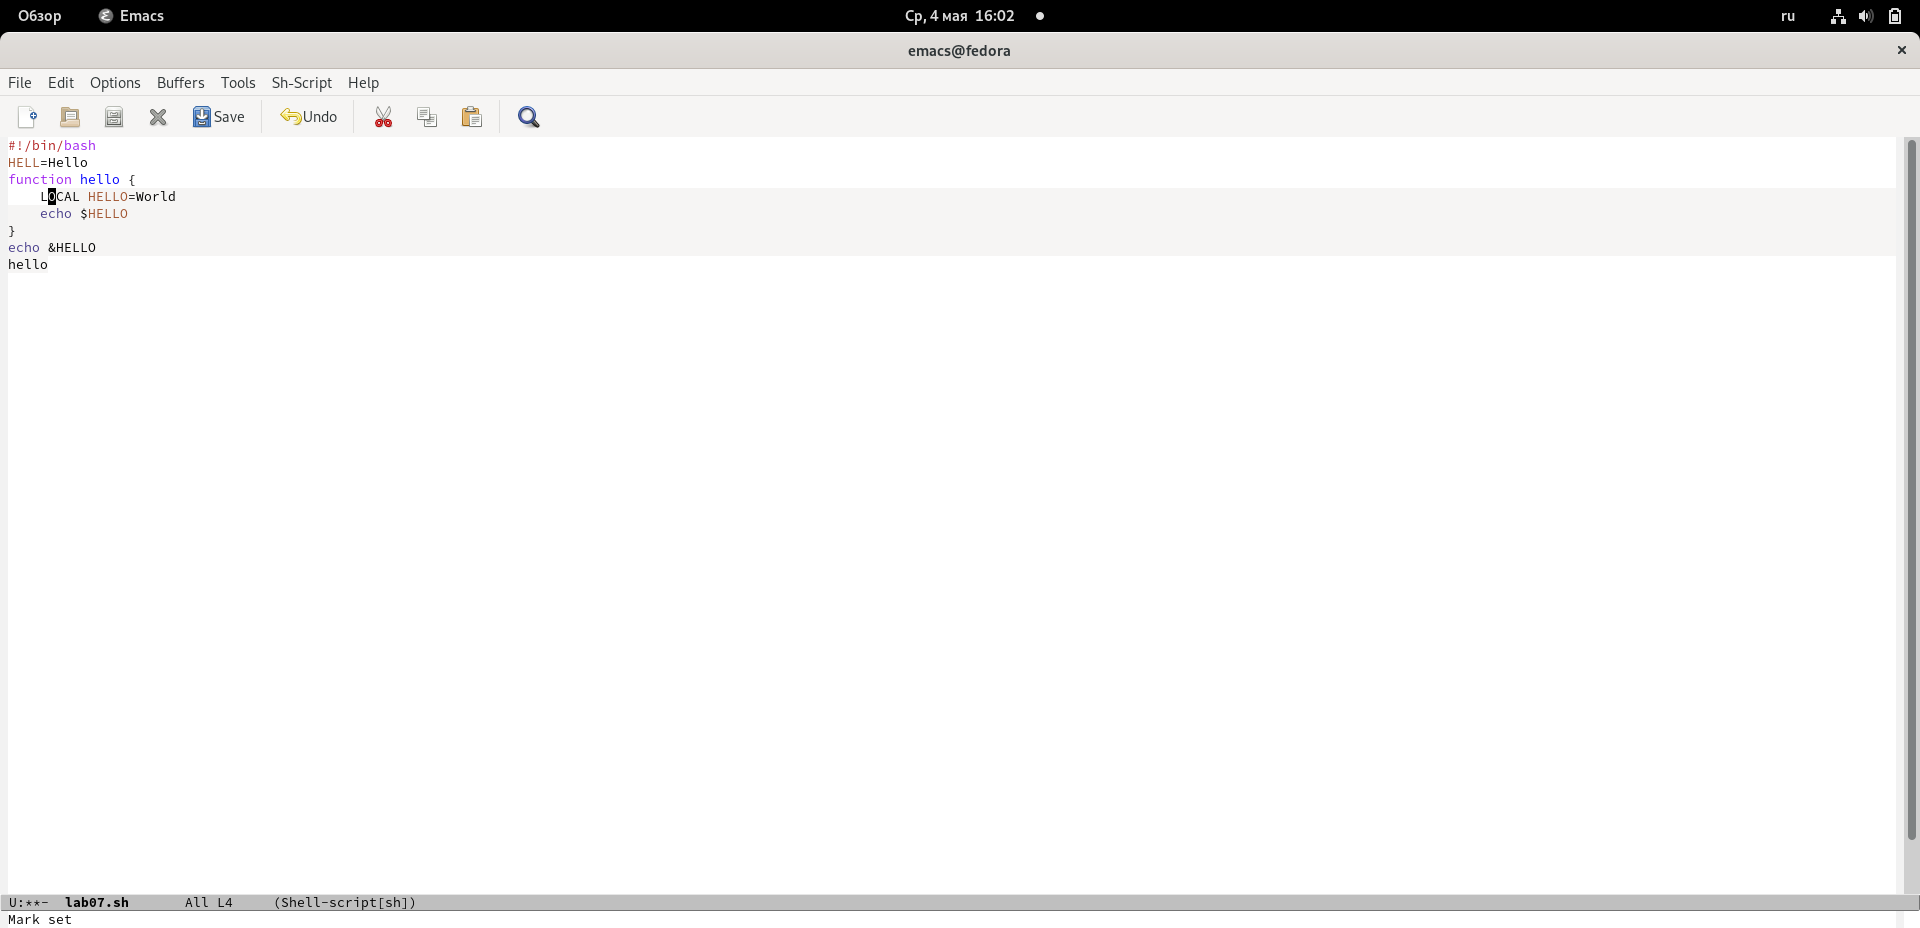 Обзор Emacs Ср, 4 мая 16:02 ru
emacs@fedora ×
File Edit Options Buffers Tools Sh-Script Help
Save Undo
#!/bin/bash
HELL=Hello
function hello {
    LOCAL HELLO=World
    echo $HELLO
}
echo &HELLO
hello
U:**- lab07.sh All L4 (Shell-script[sh])
Mark set